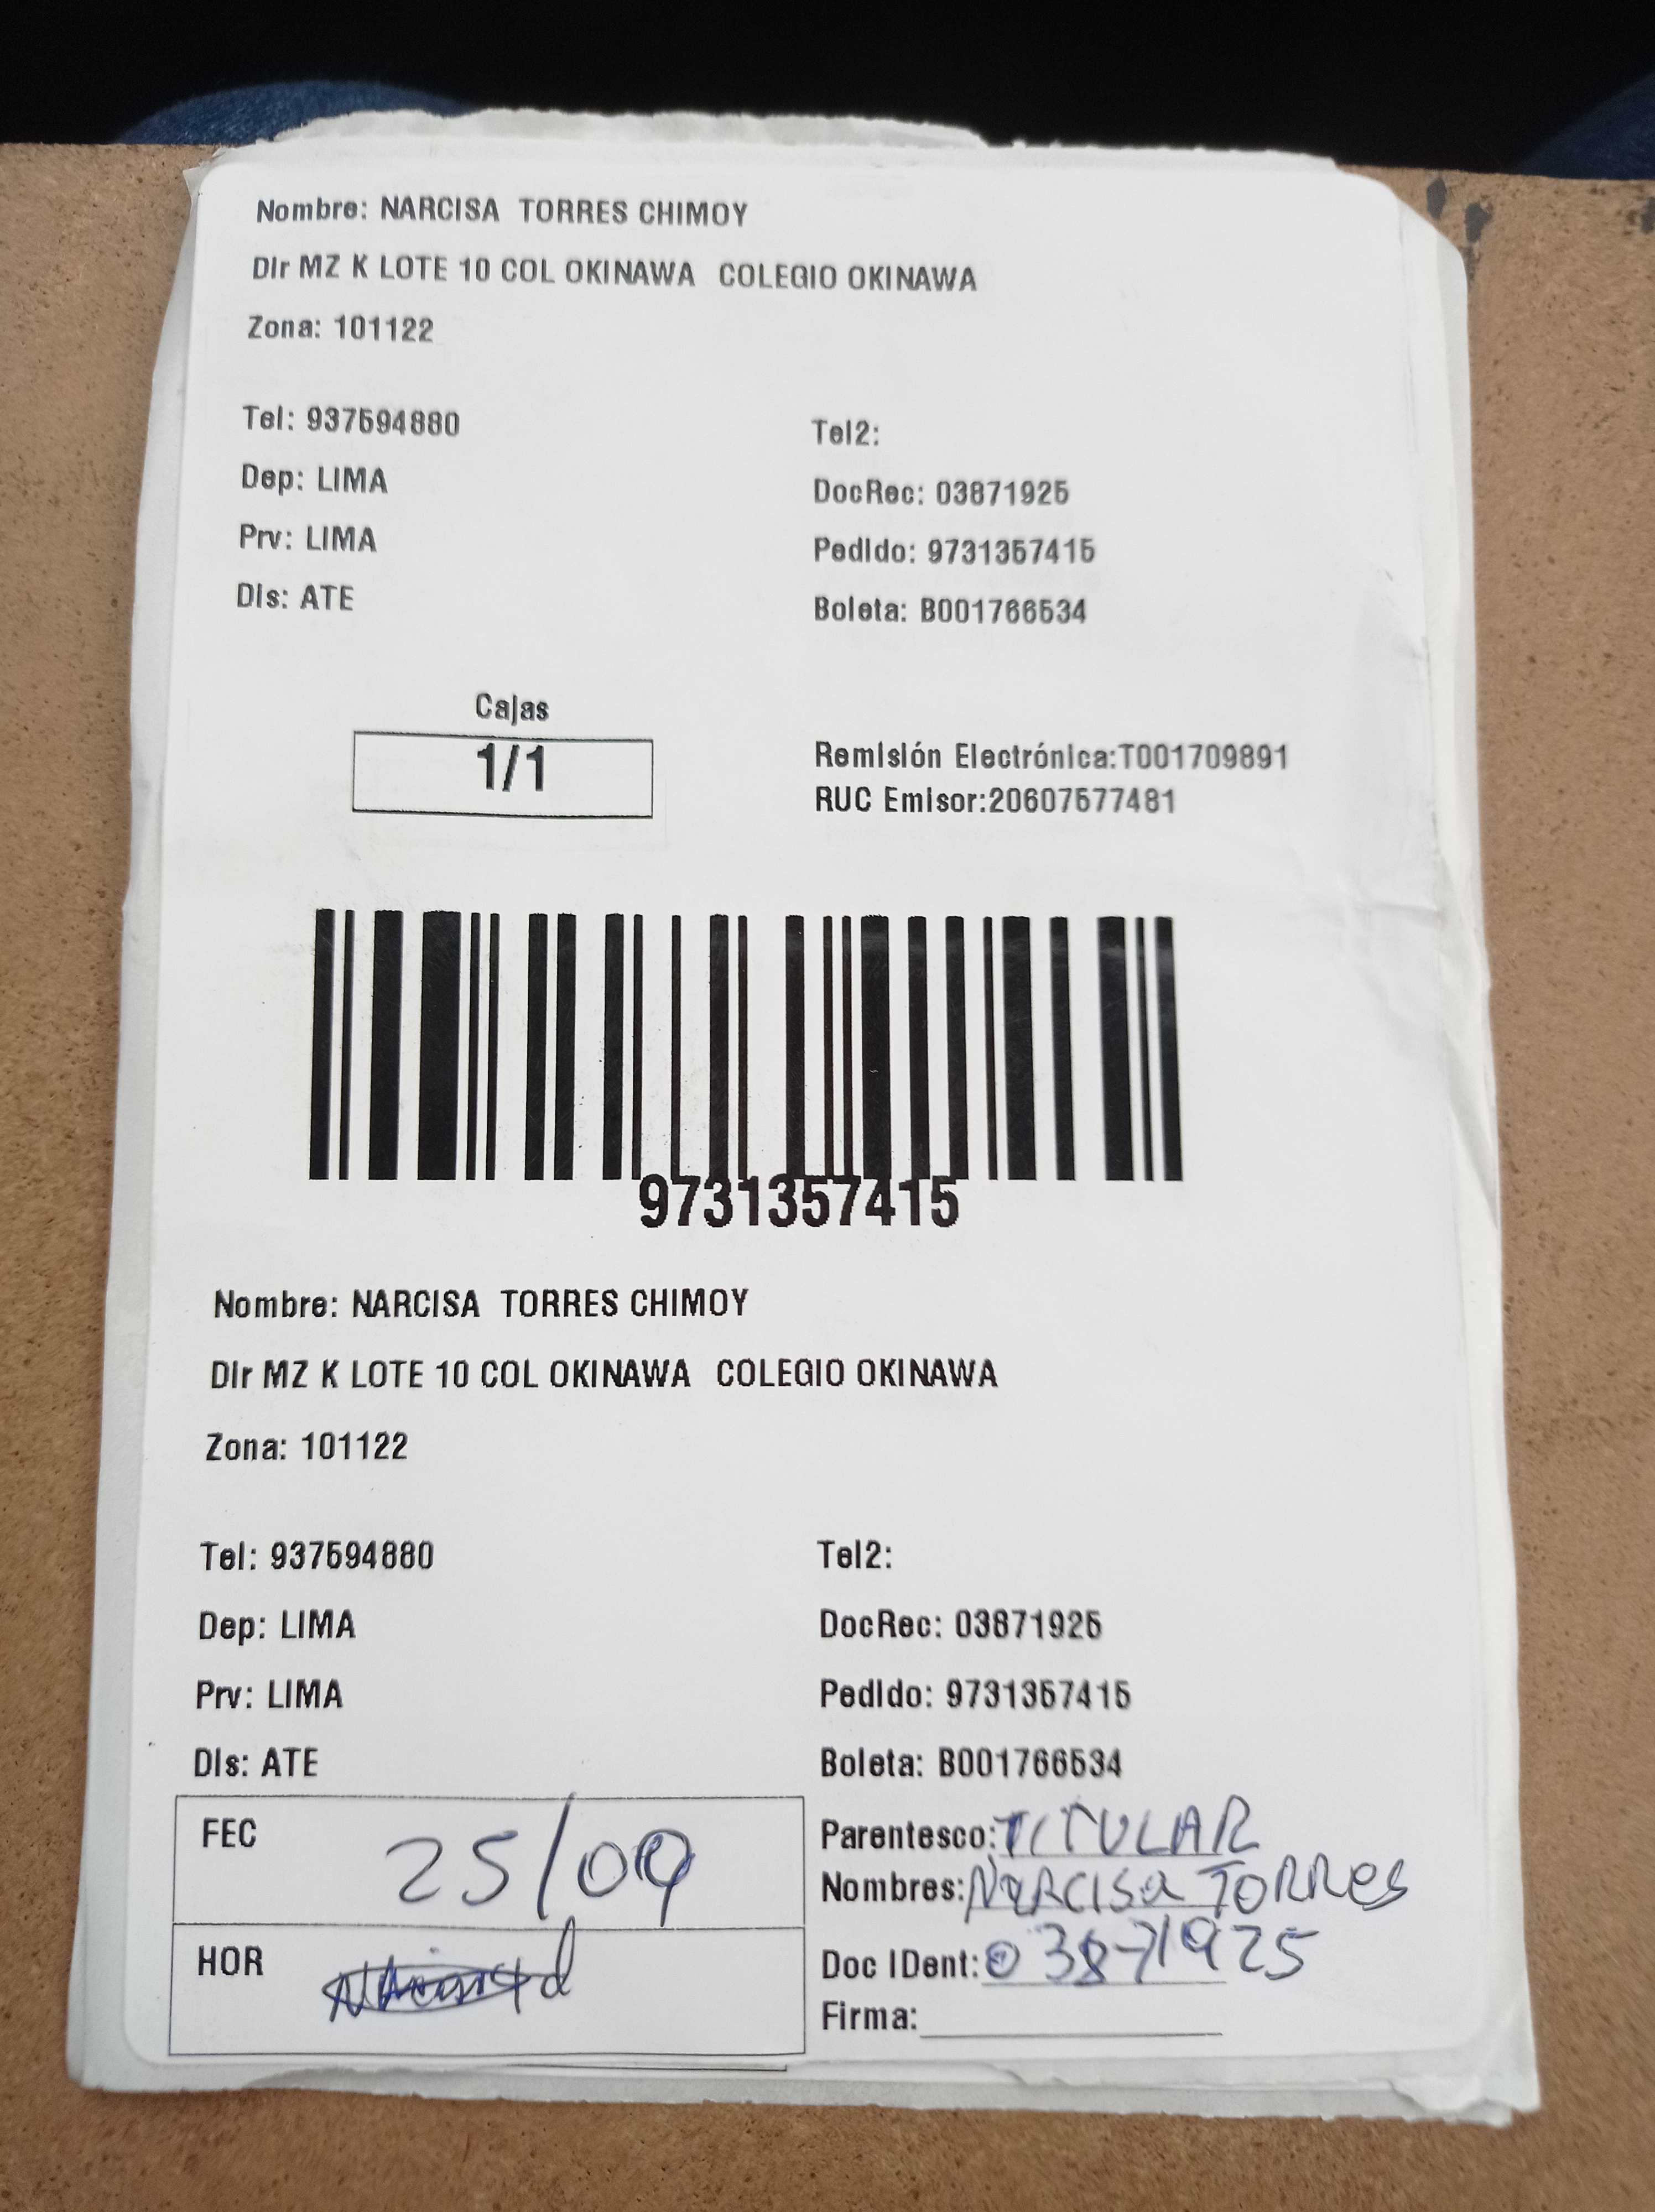 Nombre: NARCISA TORRES CHIMOY
Dir MZ K LOTE 10 COL OKINAWA COLEGIO OKINAWA
Zona: 101122
Tel: 937594880 Tel2:
Dep: LIMA DocRec: 03871925
Prv: LIMA Pedido: 9731357415
Dis: ATE Boleta: B001766534
Cajas
1/1
Remisión Electrónica:T001709891
RUC Emisor:20607577481
9731357415
Nombre: NARCISA TORRES CHIMOY
Dir MZ K LOTE 10 COL OKINAWA COLEGIO OKINAWA
Zona: 101122
Tel: 937594880 Tel2:
Dep: LIMA DocRec: 03871925
Prv: LIMA Pedido: 9731357415
Dis: ATE Boleta: B001766534
FEC 25/09
Parentesco: TITULAR
Nombres: NARCISA TORRES
HOR
Doc IDent: 03871925
Firma: